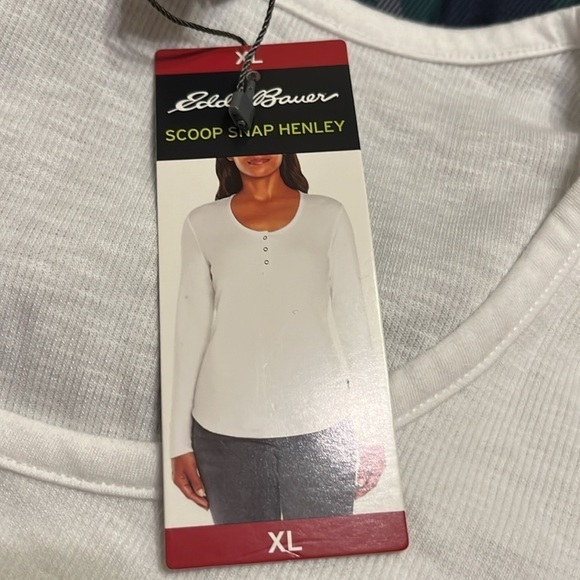 XL
Eddie Bauer
SCOOP SNAP HENLEY
XL